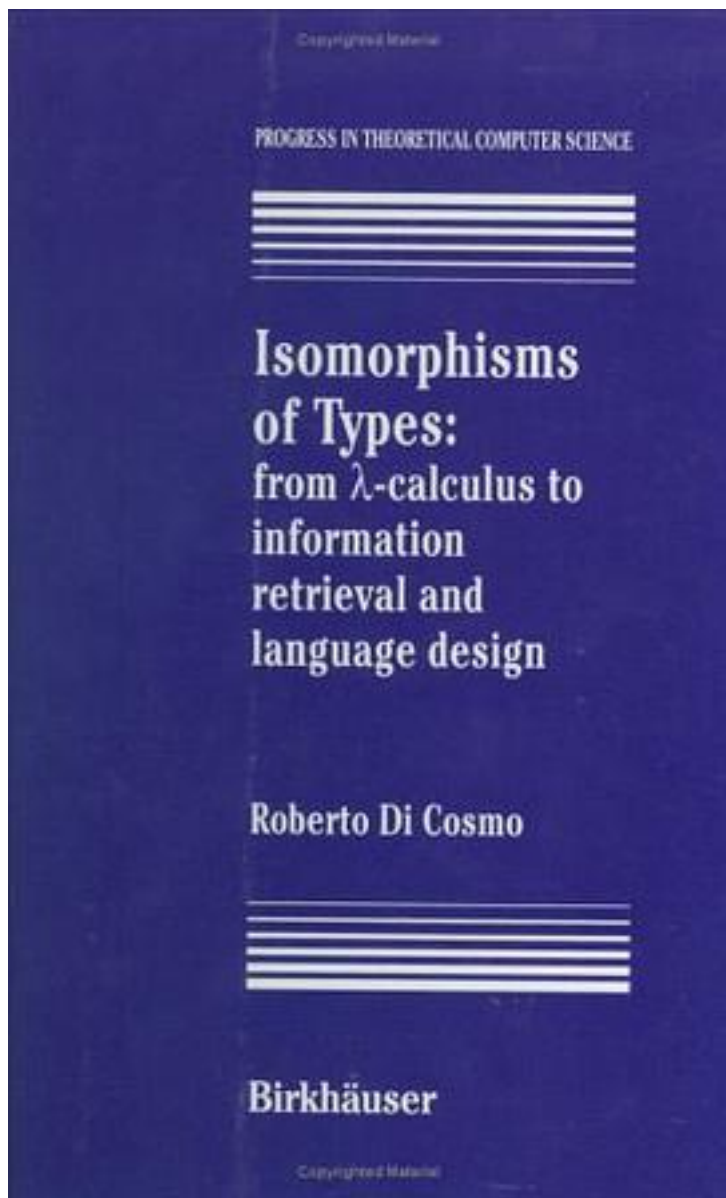 Copyrighted Material
PROGRESS IN THEORETICAL COMPUTER SCIENCE
Isomorphisms
of Types:
from λ-calculus to
information
retrieval and
language design
Roberto Di Cosmo
Birkhäuser
Copyrighted Material